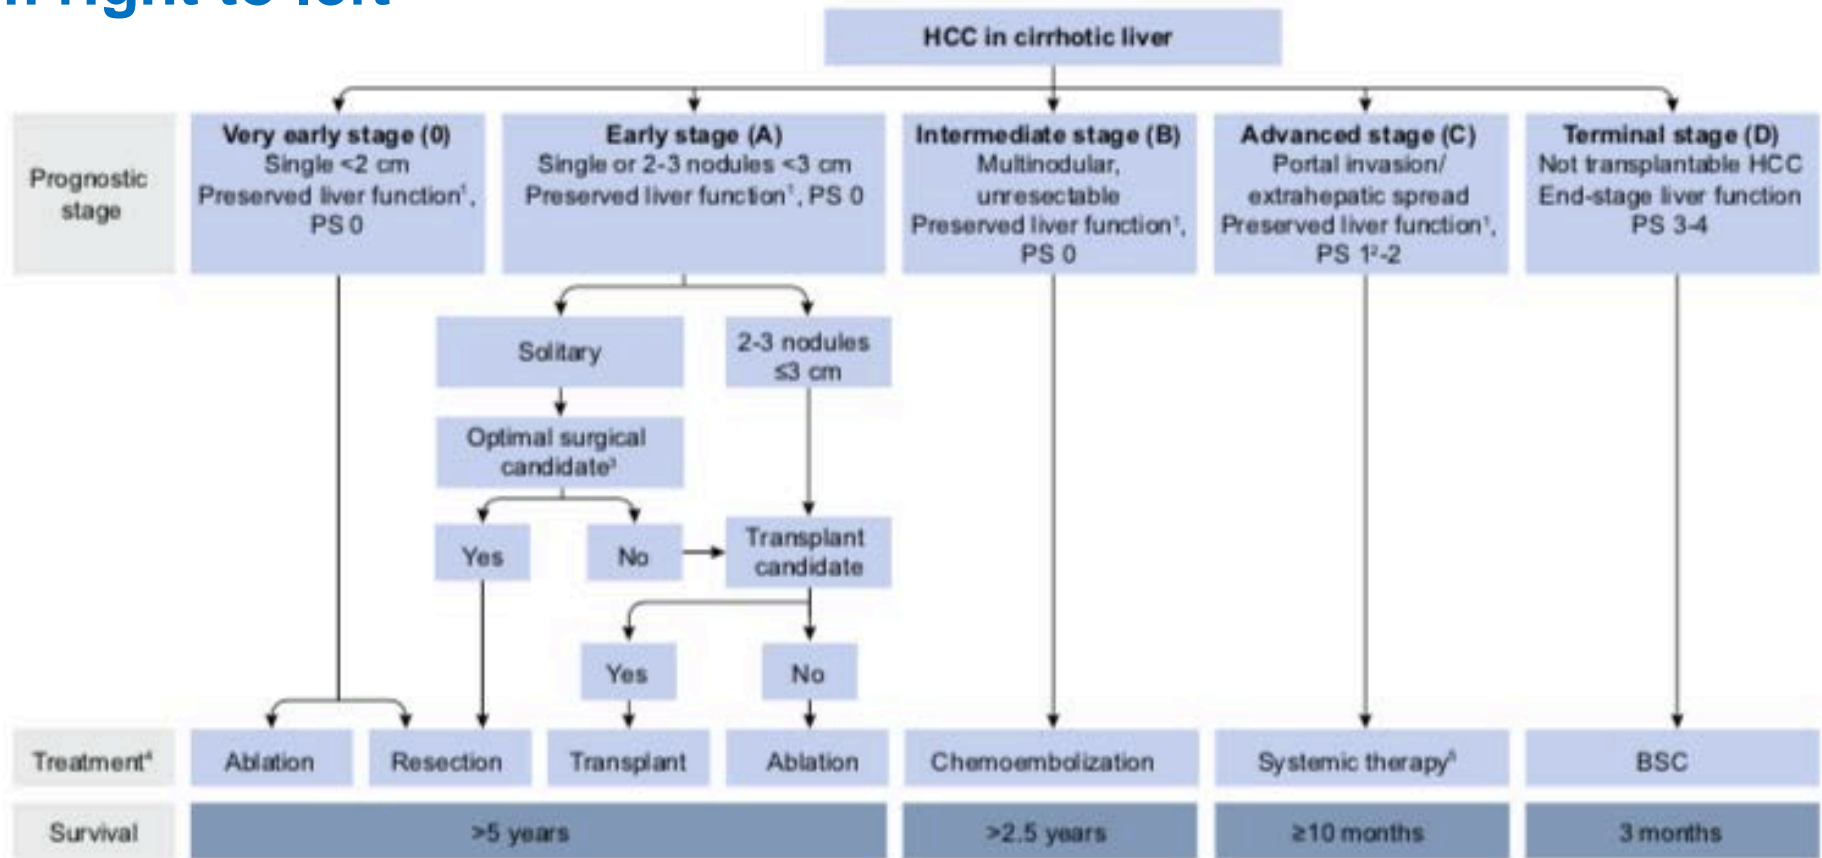 right to left
HCC in cirrhotic liver
Prognostic
stage
Very early stage (0)
Single <2 cm
Preserved liver function¹,
PS 0
Early stage (A)
Single or 2-3 nodules <3 cm
Preserved liver function¹, PS 0
Intermediate stage (B)
Multinodular,
unresectable
Preserved liver function¹,
PS 0
Advanced stage (C)
Portal invasion/
extrahepatic spread
Preserved liver function¹,
PS 1²-2
Terminal stage (D)
Not transplantable HCC
End-stage liver function
PS 3-4
Solitary
2-3 nodules
≤3 cm
Optimal surgical
candidate³
Yes
No
Transplant
candidate
Yes
No
Treatment⁴
Ablation
Resection
Transplant
Ablation
Chemoembolization
Systemic therapy⁵
BSC
Survival
>5 years
>2.5 years
≥10 months
3 months